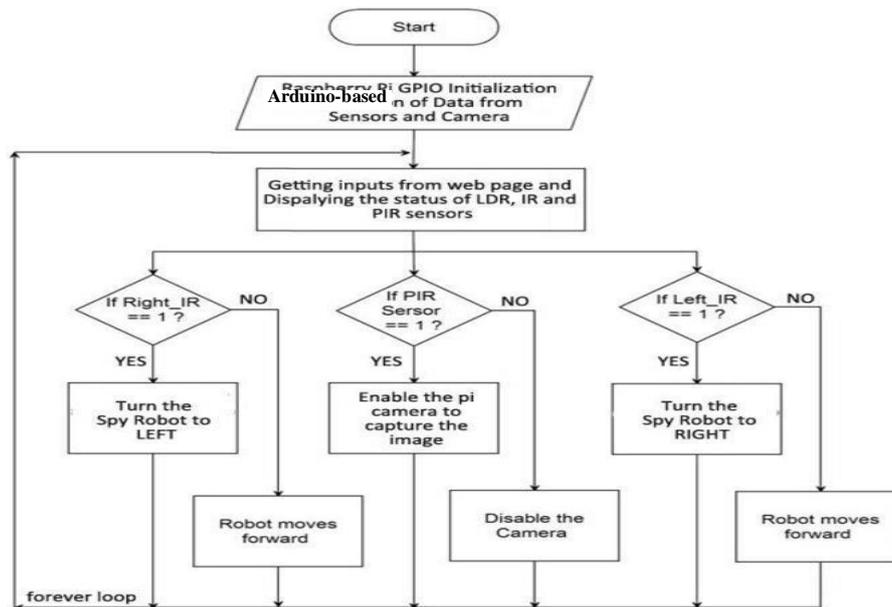 Start
Raspberry Pi GPIO Initialization
Arduino-based n of Data from
Sensors and Camera
Getting inputs from web page and
Dispalying the status of LDR, IR and
PIR sensors
If Right_IR
== 1 ?
NO
YES
Turn the
Spy Robot to
LEFT
Robot moves
forward
If PIR
Sersor
== 1 ?
NO
YES
Enable the pi
camera to
capture the
image
Disable the
Camera
If Left_IR
== 1 ?
NO
YES
Turn the
Spy Robot to
RIGHT
Robot moves
forward
forever loop